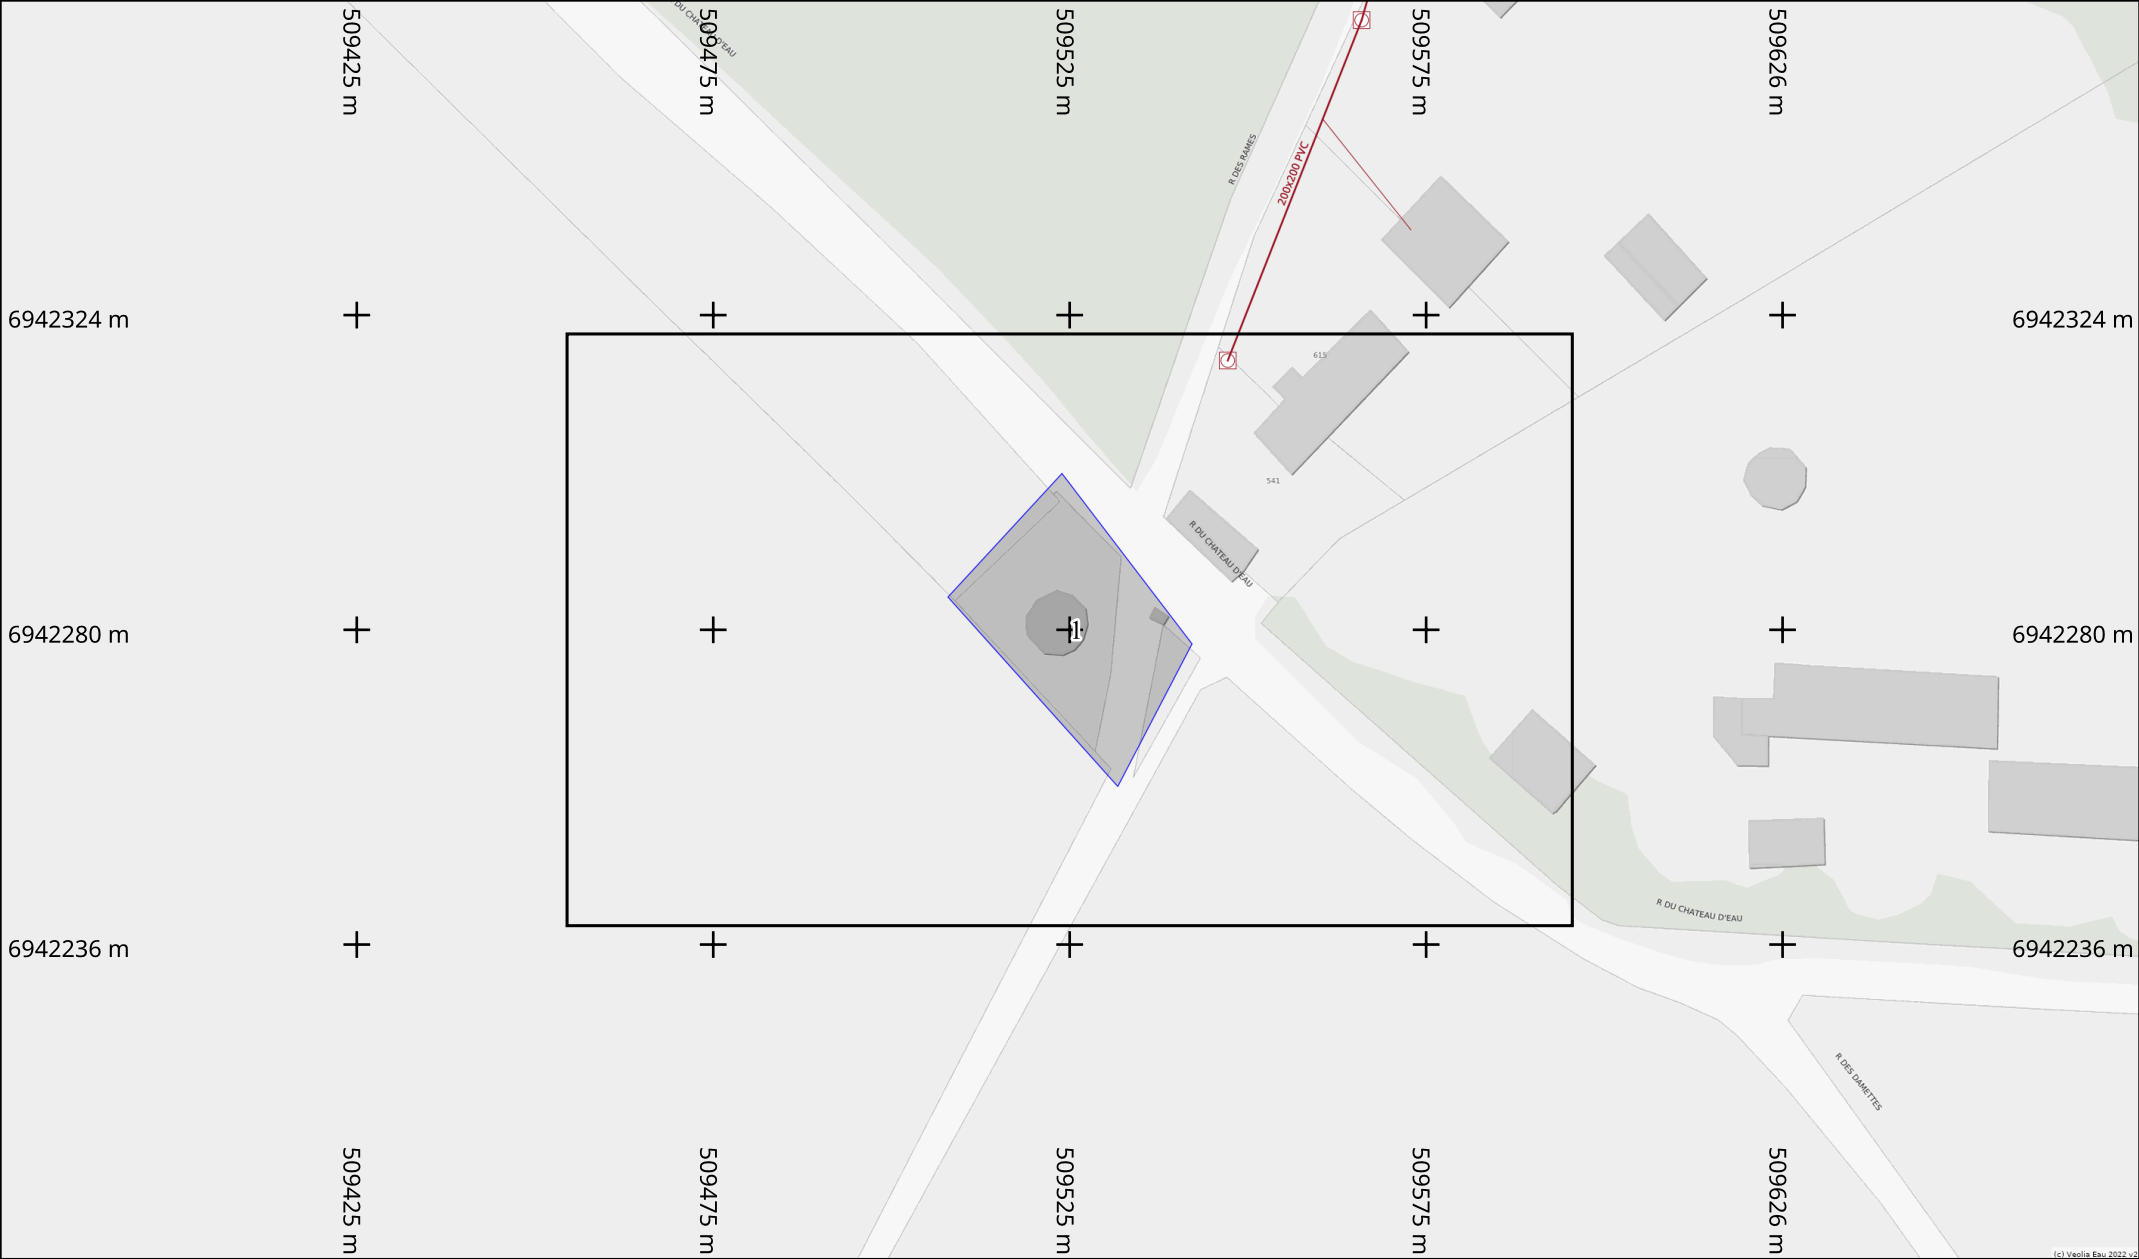 509425 m
509475 m
509525 m
509575 m
509626 m
R DU CHATEAU D'EAU
R DES RAMES
200x200 PVC
6942324 m
6942324 m
615
541
R DU CHATEAU D'EAU
6942280 m
1
6942280 m
R DU CHATEAU D'EAU
6942236 m
6942236 m
R DES DAMETTES
509425 m
509475 m
509525 m
509575 m
509626 m
(c) Veolia Eau 2022 v2